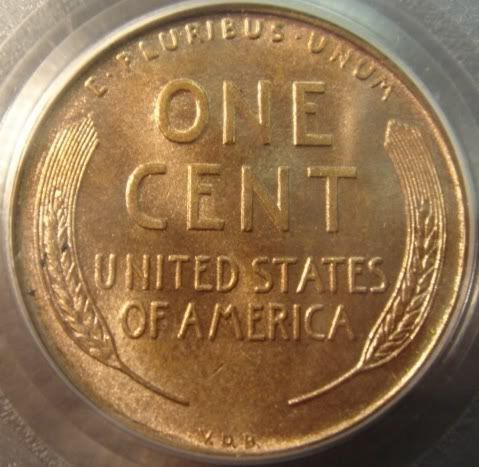 E·PLURIBUS·UNUM
ONE
CENT
UNITED STATES
OF AMERICA
V.D.B.